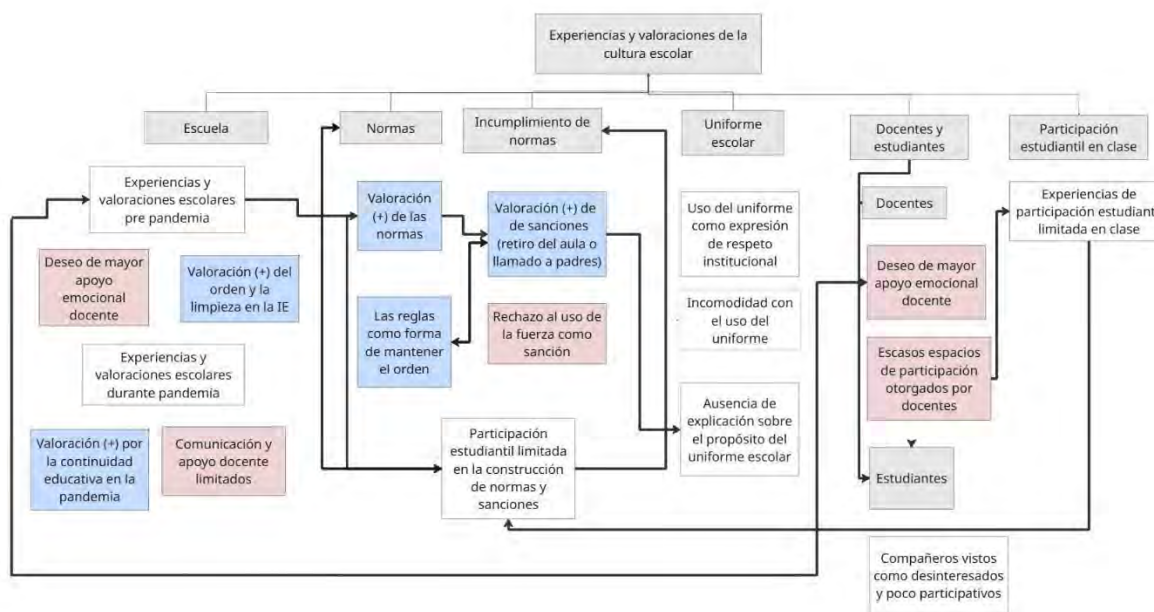 Experiencias y valoraciones de la
cultura escolar
Escuela
Normas
Incumplimiento de
normas
Uniforme
escolar
Docentes y
estudiantes
Participación
estudiantil en clase
Experiencias y
valoraciones escolares
pre pandemia
Deseo de mayor
apoyo
emocional
docente
Valoración (+) del
orden y la
limpieza en la IE
Experiencias y
valoraciones escolares
durante pandemia
Valoración (+) por
la continuidad
educativa en la
pandemia
Comunicación y
apoyo docente
limitados
Valoración
(+) de las
normas
Las reglas
como forma
de mantener
el orden
Valoración (+) de
sanciones
(retiro del aula o
llamado a padres)
Rechazo al uso de
la fuerza como
sanción
Participación
estudiantil limitada
en la construcción
de normas y
sanciones
Uso del uniforme
como expresión
de respeto
institucional
Incomodidad con
el uso del
uniforme
Ausencia de
explicación sobre
el propósito del
uniforme escolar
Docentes
Deseo de mayor
apoyo emocional
docente
Escasos espacios
de participación
otorgados por
docentes
Estudiantes
Compañeros vistos
como desinteresados
y poco participativos
Experiencias de
participación estudiant
limitada en clase